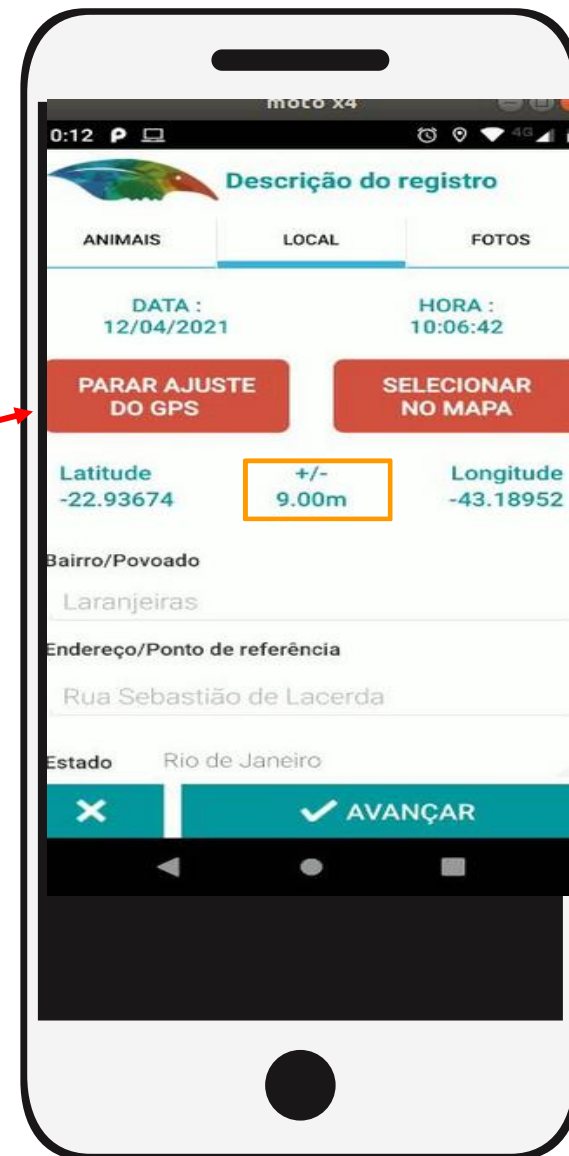 moto x4
0:12 P 4G
Descrição do registro
ANIMAIS LOCAL FOTOS
DATA : HORA :
12/04/2021 10:06:42
PARAR AJUSTE SELECIONAR
DO GPS NO MAPA
Latitude +/- Longitude
-22.93674 9.00m -43.18952
Bairro/Povoado
Laranjeiras
Endereço/Ponto de referência
Rua Sebastião de Lacerda
Estado Rio de Janeiro
AVANÇAR